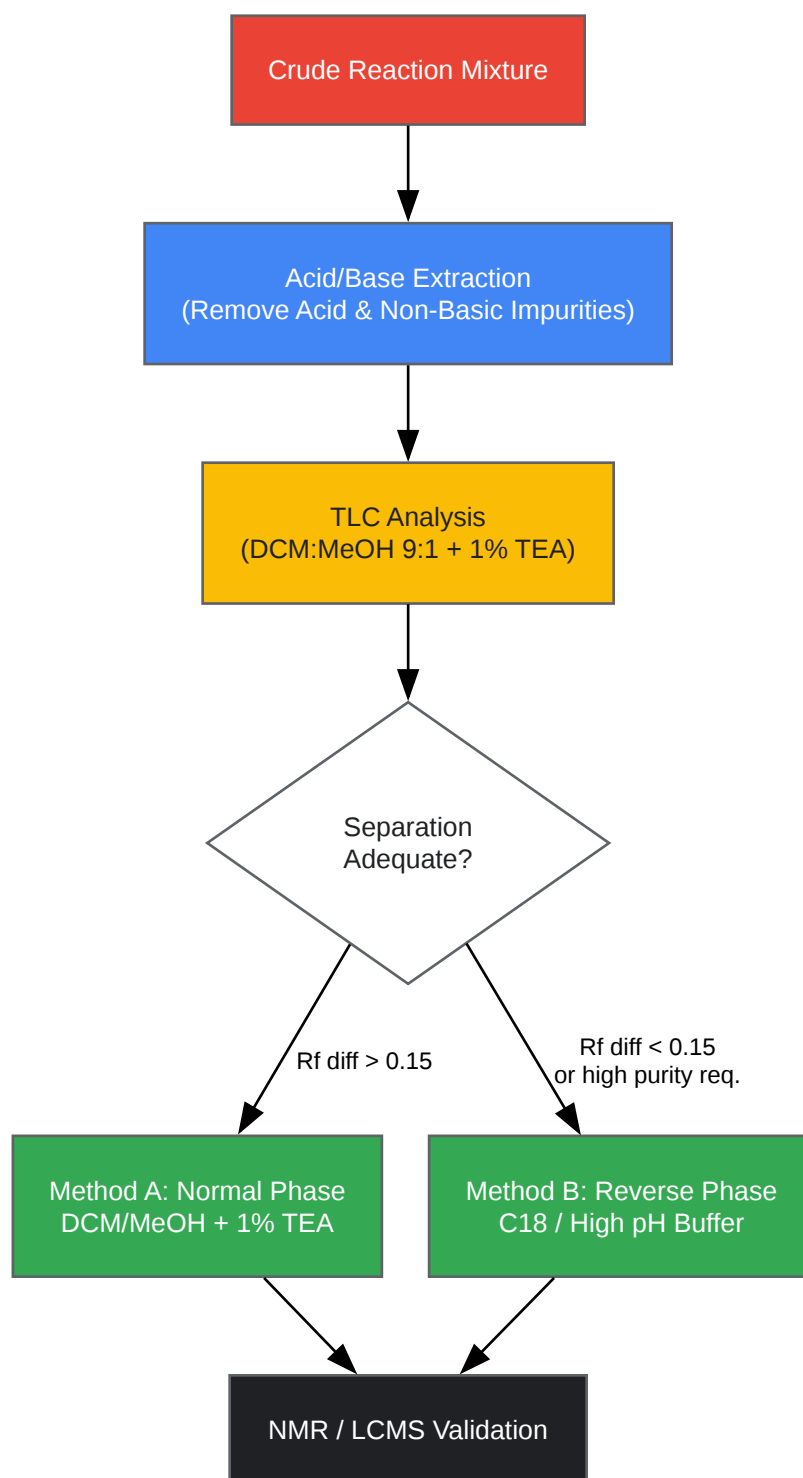 Crude Reaction Mixture
Acid/Base Extraction
(Remove Acid & Non-Basic Impurities)
TLC Analysis
(DCM:MeOH 9:1 + 1% TEA)
Separation
Adequate?
Rf diff > 0.15
Rf diff < 0.15
or high purity req.
Method A: Normal Phase
DCM/MeOH + 1% TEA
Method B: Reverse Phase
C18 / High pH Buffer
NMR / LCMS Validation